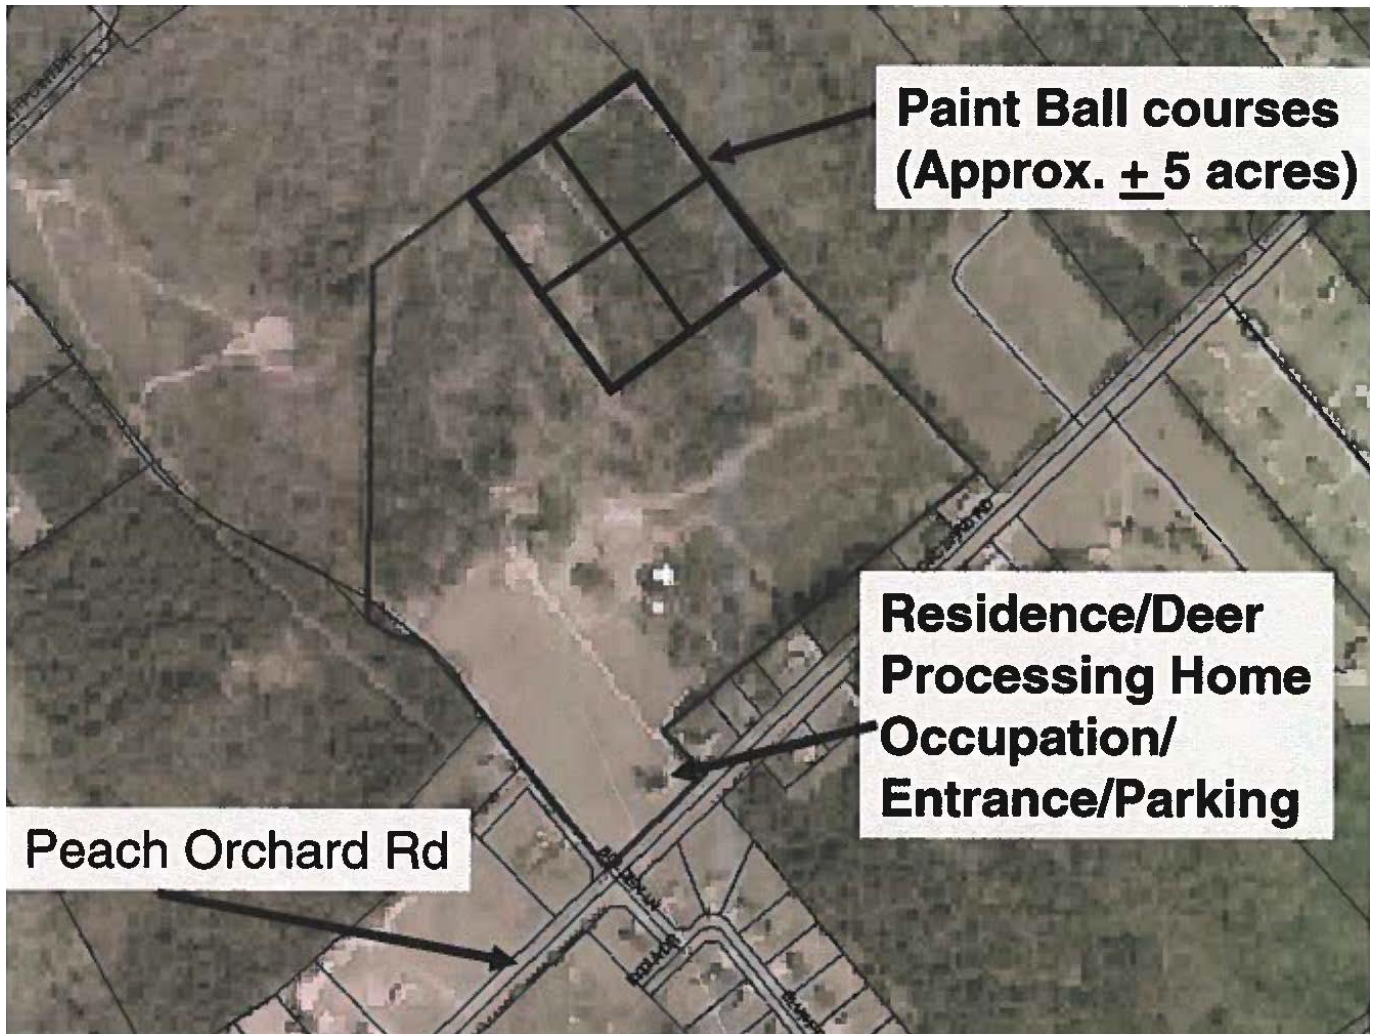 Paint Ball courses
(Approx. + 5 acres)
Residence/Deer
Processing Home
Occupation/
Entrance/Parking
Peach Orchard Rd